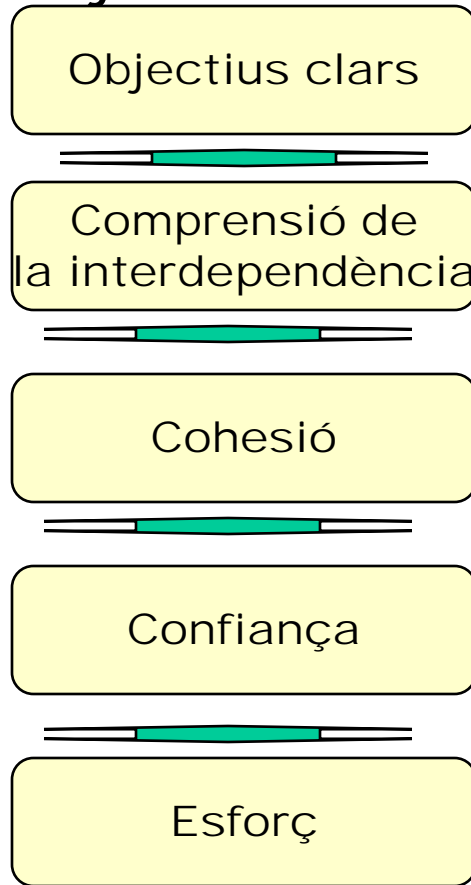 Objectius clars
Comprensió de
la interdependència
Cohesió
Confiança
Esforç